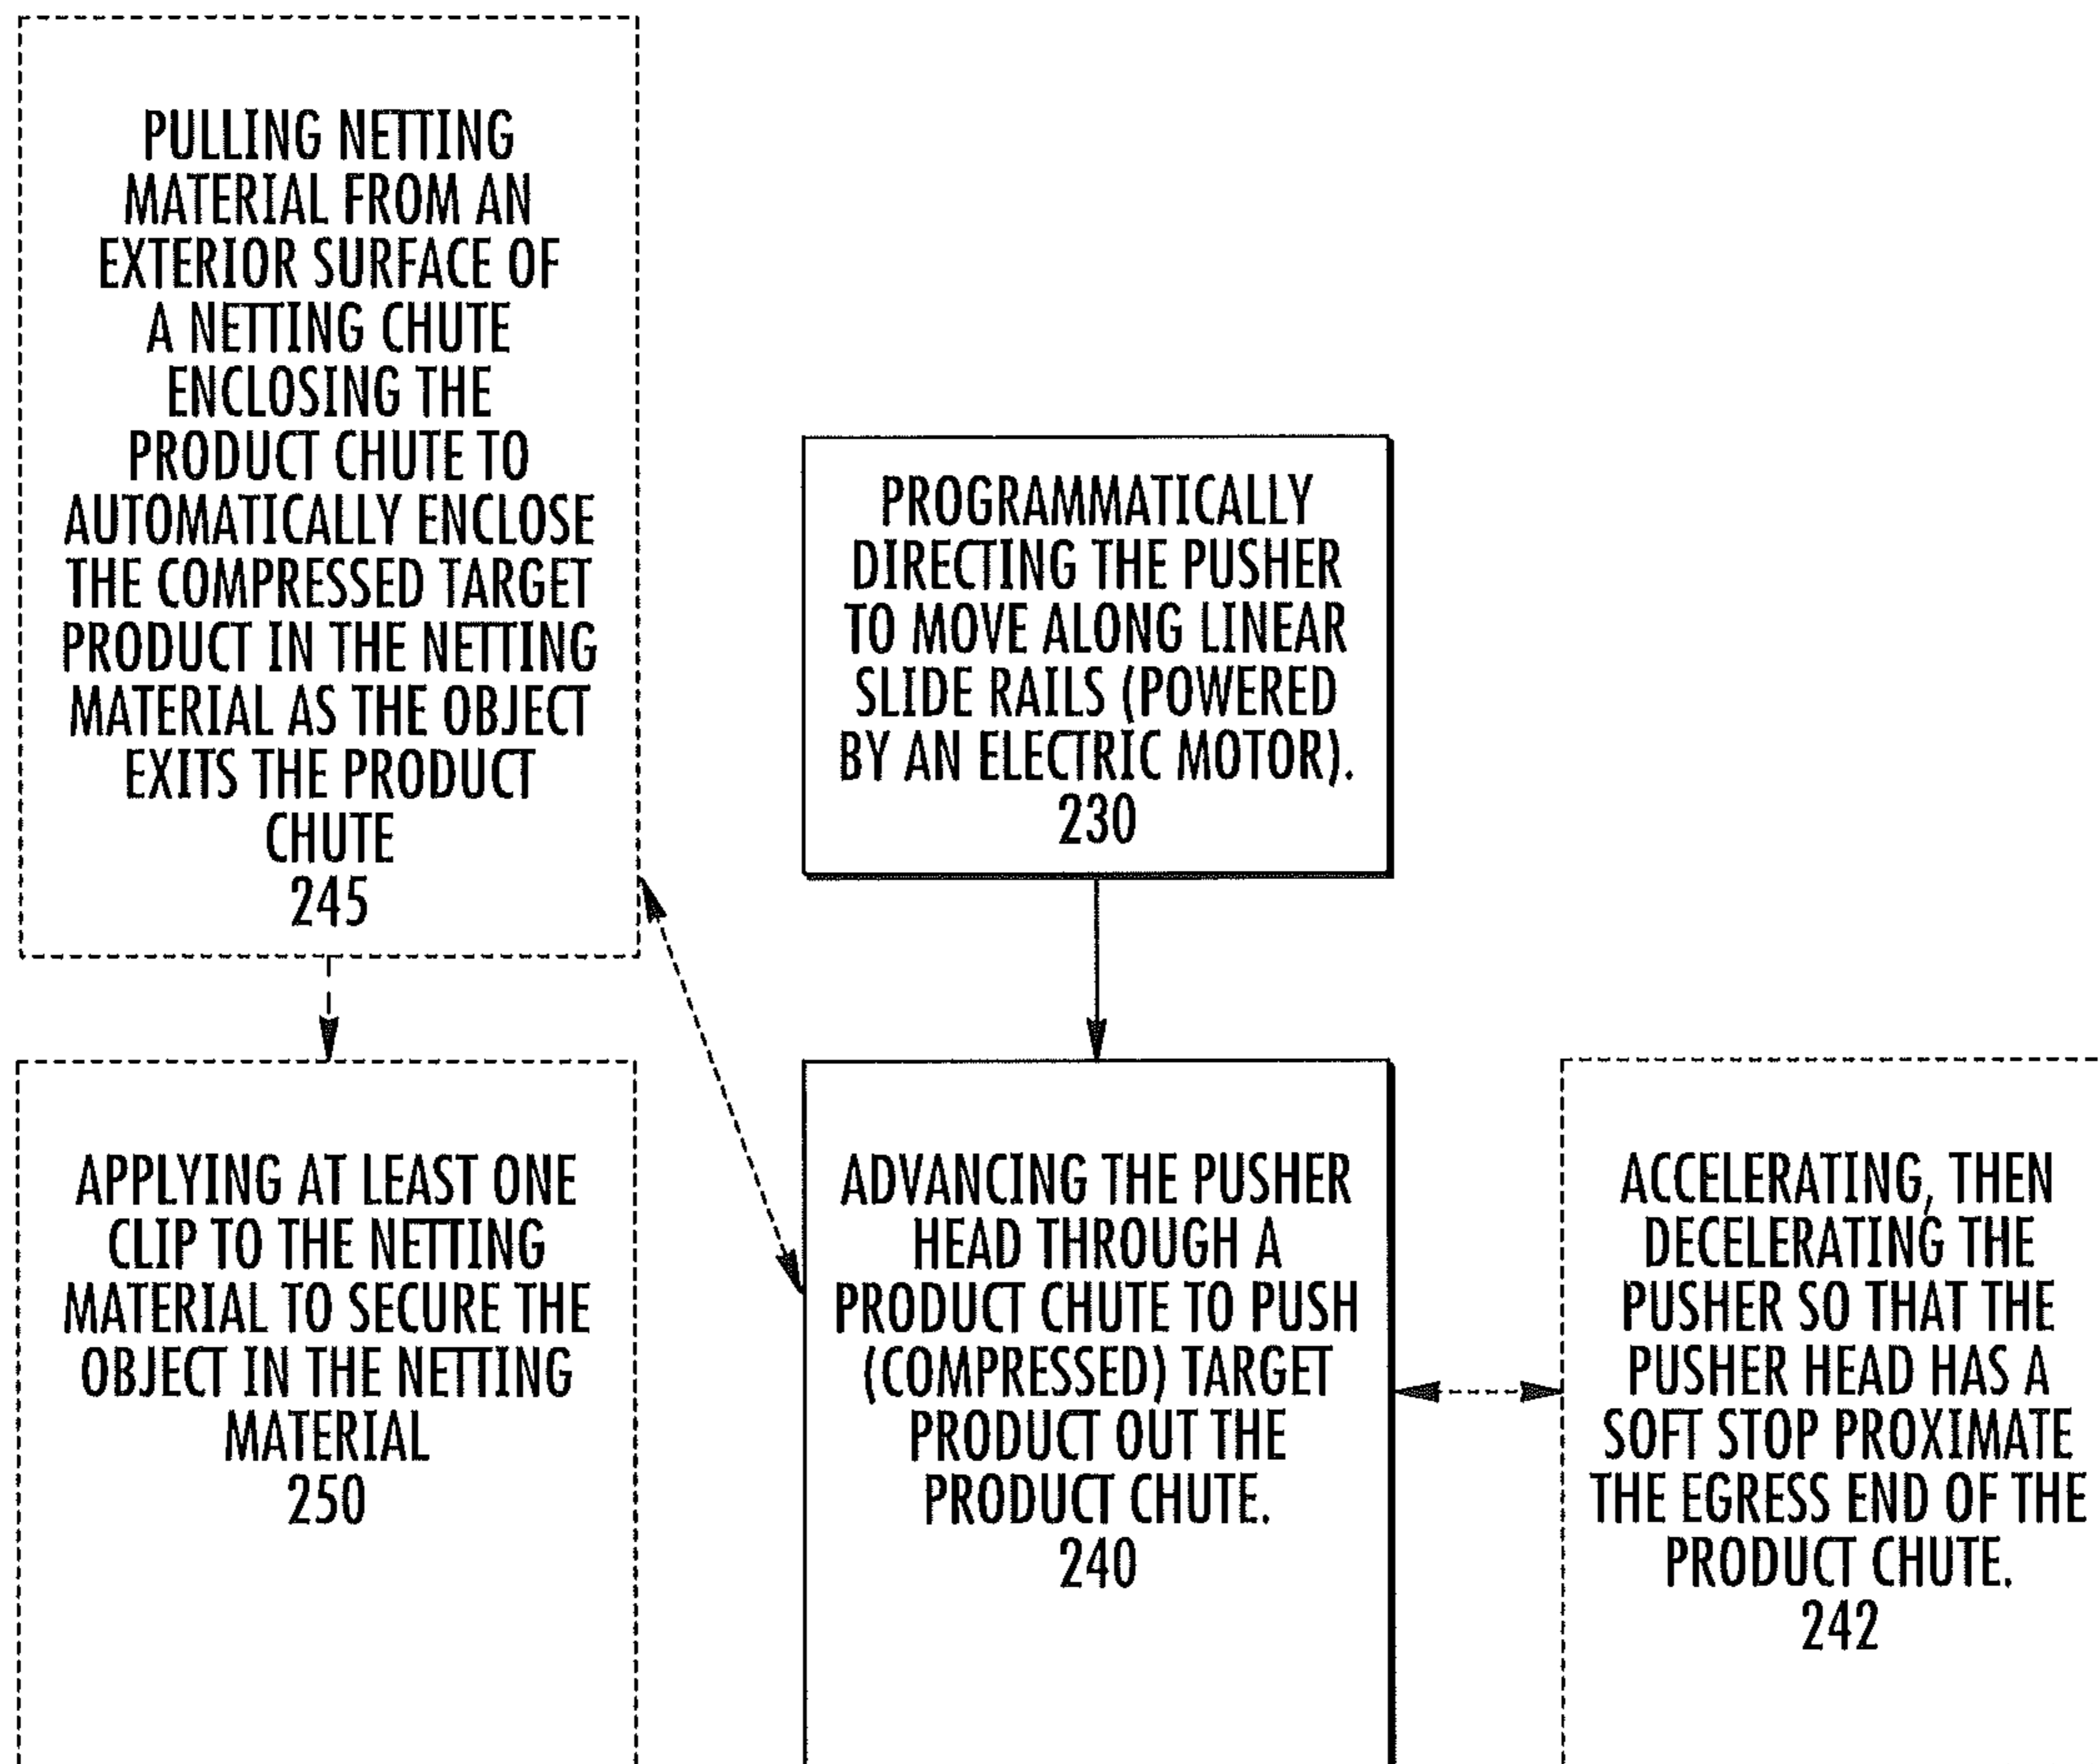 PULLING NETTING
MATERIAL FROM AN
EXTERIOR SURFACE OF
A NETTING CHUTE
ENCLOSING THE
PRODUCT CHUTE TO
AUTOMATICALLY ENCLOSE
THE COMPRESSED TARGET
PRODUCT IN THE NETTING
MATERIAL AS THE OBJECT
EXITS THE PRODUCT
CHUTE
245
PROGRAMMATICALLY
DIRECTING THE PUSHER
TO MOVE ALONG LINEAR
SLIDE RAILS (POWERED
BY AN ELECTRIC MOTOR).
230
APPLYING AT LEAST ONE
CLIP TO THE NETTING
MATERIAL TO SECURE THE
OBJECT IN THE NETTING
MATERIAL
250
ADVANCING THE PUSHER
HEAD THROUGH A
PRODUCT CHUTE TO PUSH
(COMPRESSED) TARGET
PRODUCT OUT THE
PRODUCT CHUTE.
240
ACCELERATING, THEN
DECELERATING THE
PUSHER SO THAT THE
PUSHER HEAD HAS A
SOFT STOP PROXIMATE
THE EGRESS END OF THE
PRODUCT CHUTE.
242